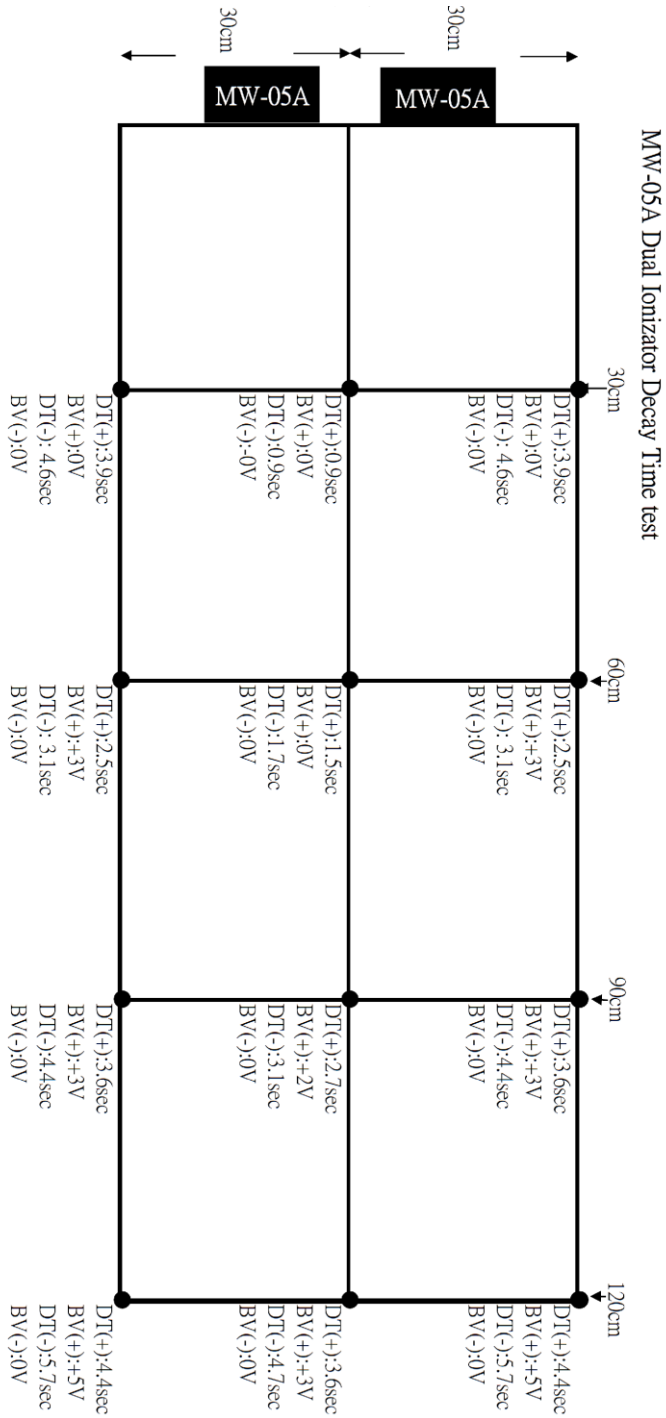 MW-05A Dual Ionizator Decay Time test
30cm
30cm
MW-05A
MW-05A
30cm
60cm
90cm
120cm
DT(+):3.9sec
BV(+):0V
DT(-): 4.6sec
BV(-):0V
DT(+):2.5sec
BV(+):+3V
DT(-): 3.1sec
BV(-):0V
DT(+):3.6sec
BV(+):+3V
DT(-):4.4sec
BV(-):0V
DT(+):4.4sec
BV(+):+5V
DT(-):5.7sec
BV(-):0V
DT(+):0.9sec
BV(+):0V
DT(-):0.9sec
BV(-):-0V
DT(+):1.5sec
BV(+):0V
DT(-):1.7sec
BV(-):0V
DT(+):2.7sec
BV(+):+2V
DT(-):3.1sec
BV(-):0V
DT(+):3.6sec
BV(+):+3V
DT(-):4.7sec
BV(-):0V
DT(+):3.9sec
BV(+):0V
DT(-): 4.6sec
BV(-):0V
DT(+):2.5sec
BV(+):+3V
DT(-): 3.1sec
BV(-):0V
DT(+):3.6sec
BV(+):+3V
DT(-):4.4sec
BV(-):0V
DT(+):4.4sec
BV(+):+5V
DT(-):5.7sec
BV(-):0V